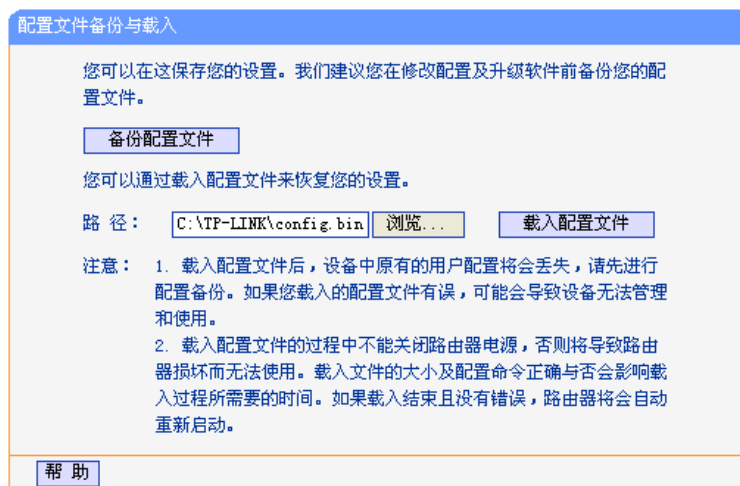 配置文件备份与载入
您可以在这保存您的设置。我们建议您在修改配置及升级软件前备份您的配
置文件。
备份配置文件
您可以通过载入配置文件来恢复您的设置。
路 径： C:\TP-LINK\config.bin 浏览... 载入配置文件
注意： 1. 载入配置文件后，设备中原有的用户配置将会丢失，请先进行
配置备份。如果您载入的配置文件有误，可能会导致设备无法管理
和使用。
2. 载入配置文件的过程中不能关闭路由器电源，否则将导致路由
器损坏而无法使用。载入文件的大小及配置命令正确与否会影响载
入过程所需要的时间。如果载入结束且没有错误，路由器将会自动
重新启动。
帮 助